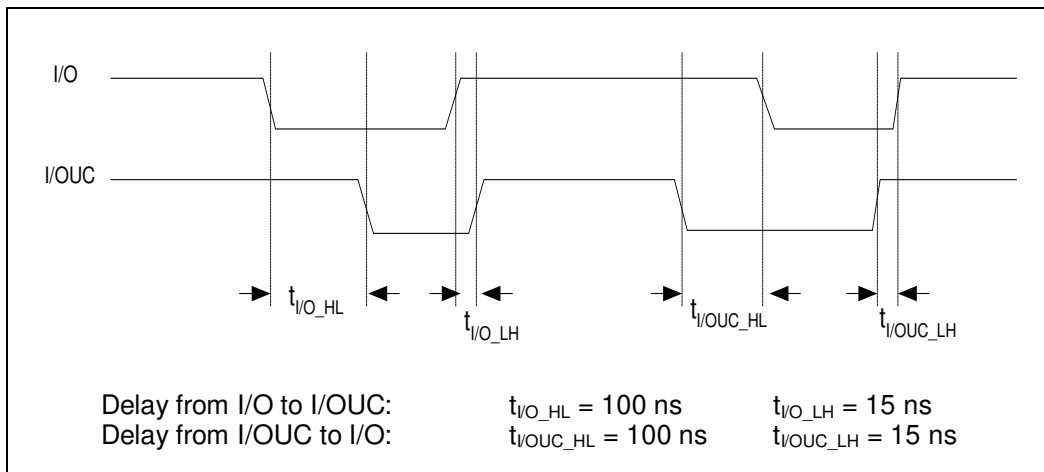 I/O
I/OUC
tI/O_HL
tI/O_LH
tI/OUC_HL
tI/OUC_LH
Delay from I/O to I/OUC: tI/O_HL = 100 ns tI/O_LH = 15 ns
Delay from I/OUC to I/O: tI/OUC_HL = 100 ns tI/OUC_LH = 15 ns